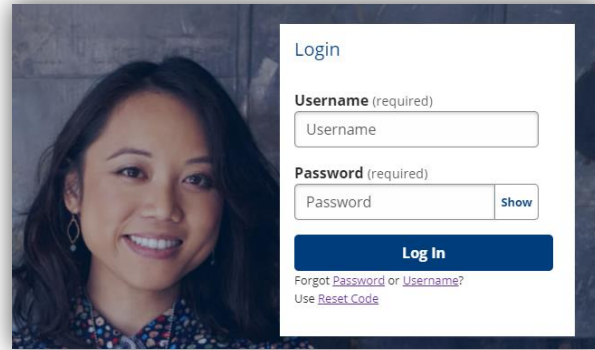 Login
Username (required)
Username
Password (required)
Password Show
Log In
Forgot Password or Username?
Use Reset Code